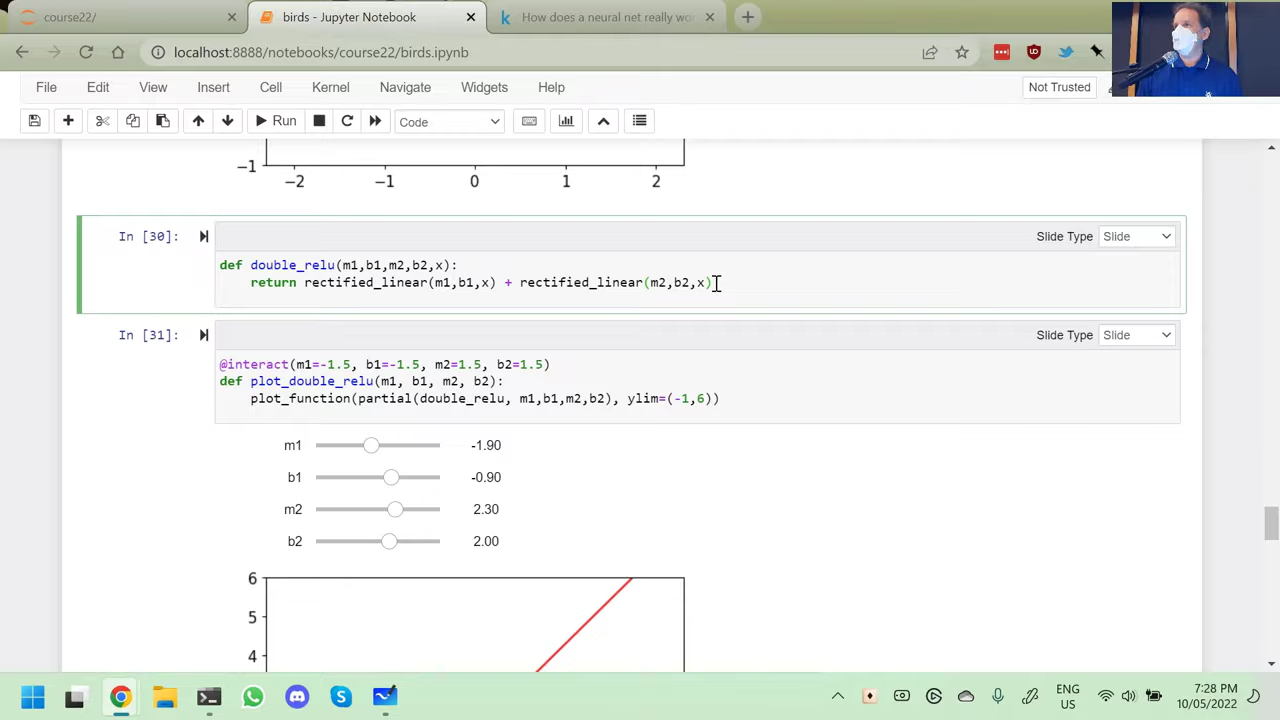 course22/
birds - Jupyter Notebook
How does a neural net really wo
localhost:8888/notebooks/course22/birds.ipynb
File Edit View Insert Cell Kernel Navigate Widgets Help
Not Trusted
Run
Code
−1
−2 −1 0 1 2
In [30]:
Slide Type Slide
def double_relu(m1,b1,m2,b2,x):
return rectified_linear(m1,b1,x) + rectified_linear(m2,b2,x)
In [31]:
Slide Type Slide
@interact(m1=-1.5, b1=-1.5, m2=1.5, b2=1.5)
def plot_double_relu(m1, b1, m2, b2):
plot_function(partial(double_relu, m1,b1,m2,b2), ylim=(-1,6))
m1 -1.90
b1 -0.90
m2 2.30
b2 2.00
6
5
4
ENG
US
7:28 PM
10/05/2022